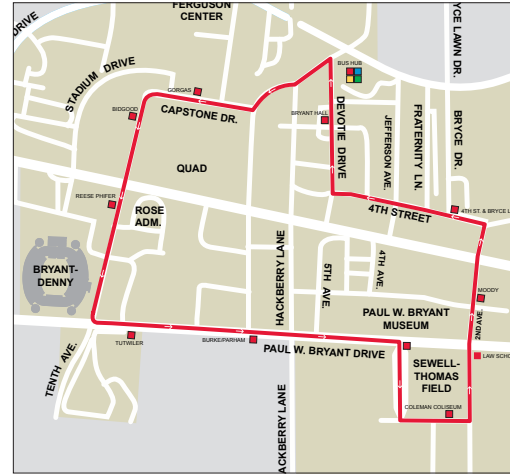 FERGUSON
CENTER
YCE LAWN DR.
STADIUM DRIVE
BUS HUB
GORGAS
BIDGOOD
CAPSTONE DR.
BRYANT HALL
DEVOTIE DRIVE
JEFFERSON AVE.
FRATERNITY LN.
BRYCE DR.
QUAD
REESE PHIFER
ROSE
ADM.
4TH STREET
4TH ST. & BRYCE L
BRYANT-
DENNY
HACKBERRY LANE
5TH AVE.
4TH AVE.
MOODY
PAUL W. BRYANT
MUSEUM
2ND AVE.
TENTH AVE.
TUTWILER
BURKE/PARHAM
PAUL W. BRYANT DRIVE
LAW SCHO
SEWELL-
THOMAS
FIELD
COLEMAN COLISEUM
ACKBERRY LANE